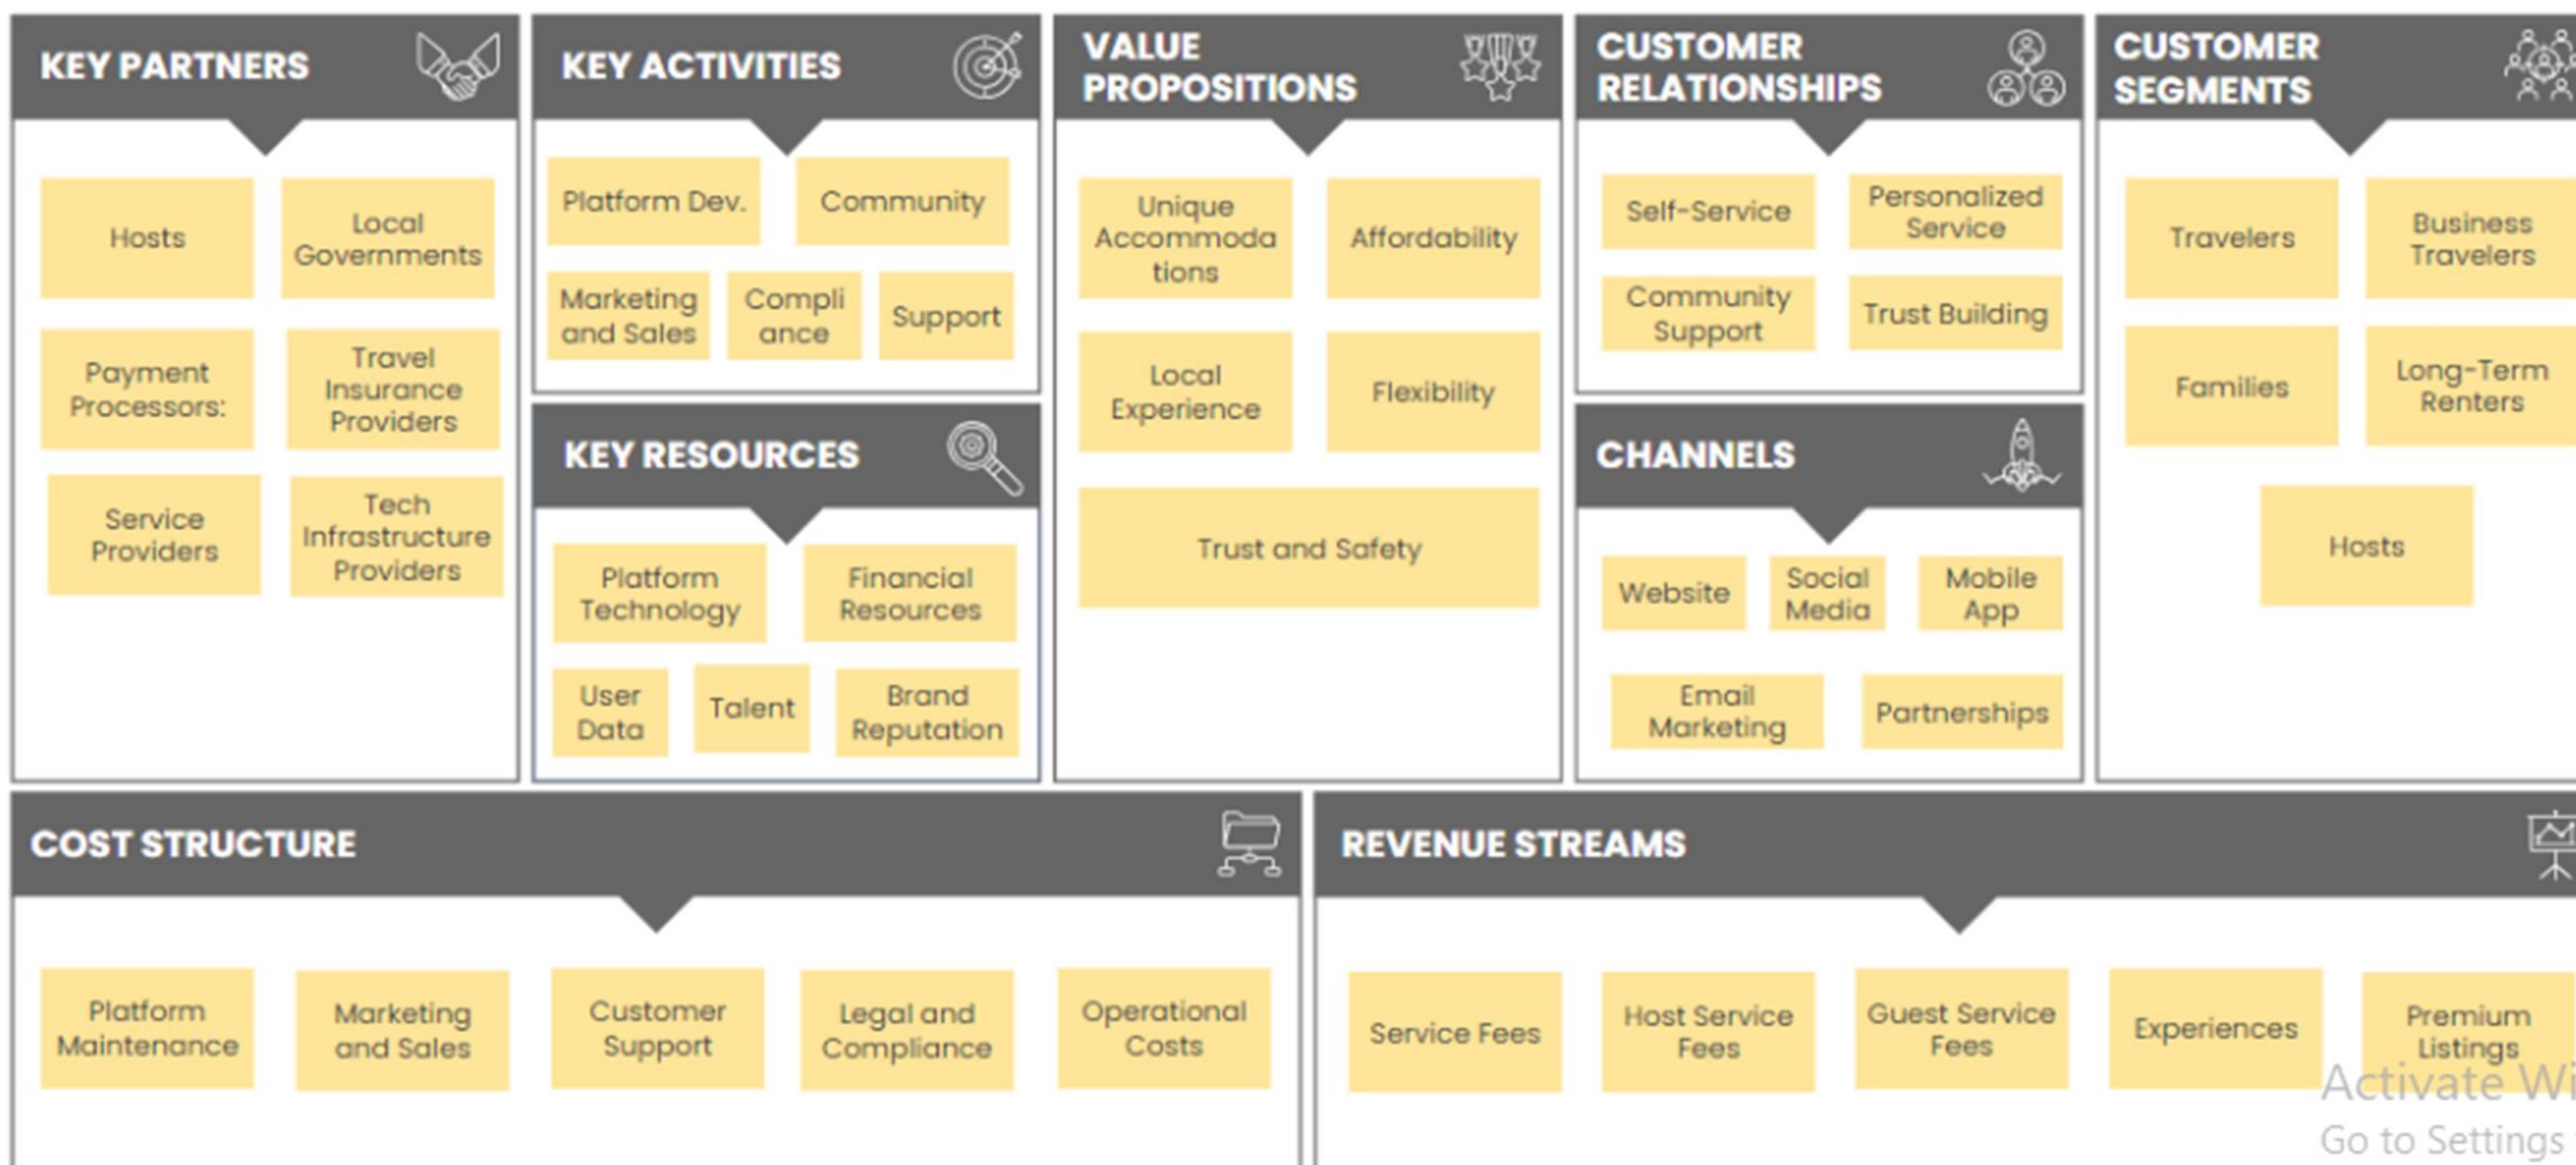 KEY PARTNERS
Hosts
Local
Governments
Payment
Processors:
Travel
Insurance
Providers
Service
Providers
Tech
Infrastructure
Providers
KEY ACTIVITIES
Platform Dev.
Community
Marketing
and Sales
Compli
ance
Support
KEY RESOURCES
Platform
Technology
Financial
Resources
User
Data
Talent
Brand
Reputation
VALUE
PROPOSITIONS
Unique
Accommoda
tions
Affordability
Local
Experience
Flexibility
Trust and Safety
CUSTOMER
RELATIONSHIPS
Self-Service
Personalized
Service
Community
Support
Trust Building
CHANNELS
Website
Social
Media
Mobile
App
Email
Marketing
Partnerships
CUSTOMER
SEGMENTS
Travelers
Business
Travelers
Families
Long-Term
Renters
Hosts
COST STRUCTURE
Platform
Maintenance
Marketing
and Sales
Customer
Support
Legal and
Compliance
Operational
Costs
REVENUE STREAMS
Service Fees
Host Service
Fees
Guest Service
Fees
Experiences
Premium
Listings
Activate Wi
Go to Settings